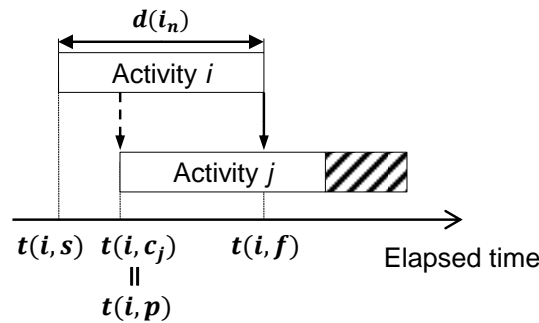 d(i_n)
Activity i
Activity j
t(i, s) t(i, c_j) t(i, f) Elapsed time
=
t(i, p)